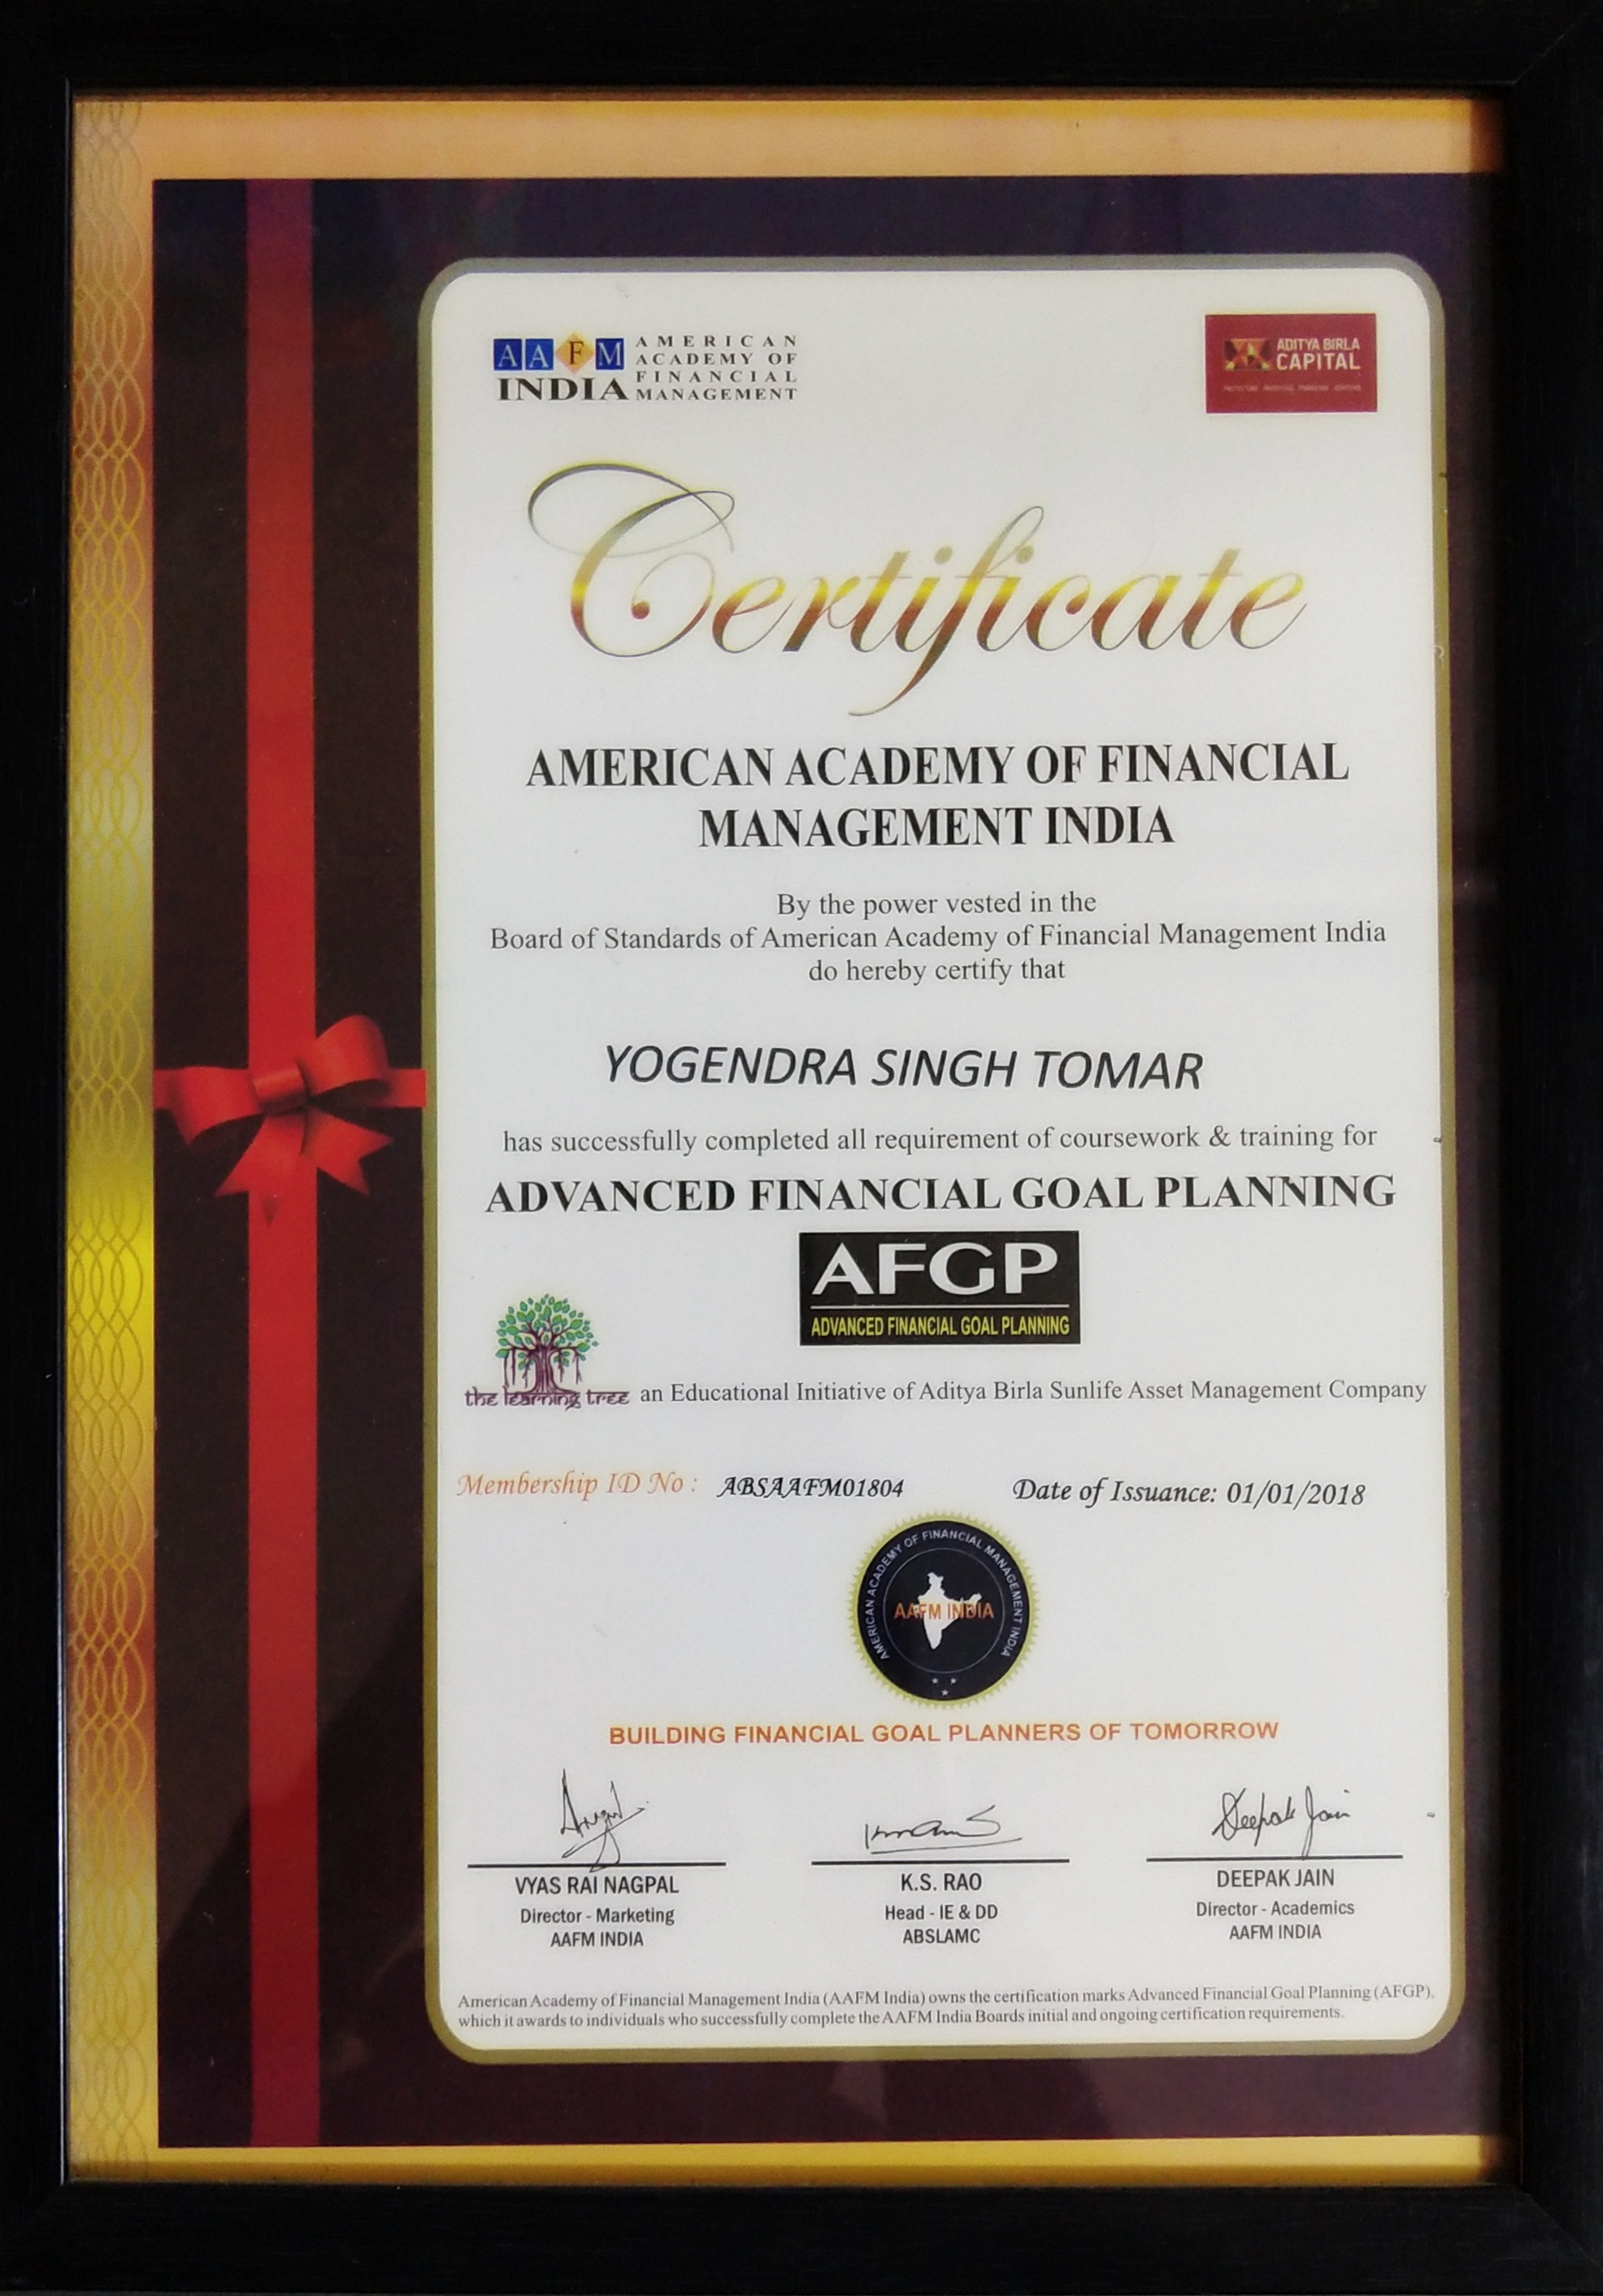 AAFM AMERICAN
ACADEMY OF
FINANCIAL
INDIA MANAGEMENT
ADITYA BIRLA
CAPITAL
Certificate
AMERICAN ACADEMY OF FINANCIAL
MANAGEMENT INDIA
By the power vested in the
Board of Standards of American Academy of Financial Management India
do hereby certify that
YOGENDRA SINGH TOMAR
has successfully completed all requirement of coursework & training for
ADVANCED FINANCIAL GOAL PLANNING
AFGP
ADVANCED FINANCIAL GOAL PLANNING
the learning tree an Educational Initiative of Aditya Birla Sunlife Asset Management Company
Membership ID No : ABSAAFM01804 Date of Issuance: 01/01/2018
AMERICAN ACADEMY OF FINANCIAL MANAGEMENT INDIA
AAFM INDIA
BUILDING FINANCIAL GOAL PLANNERS OF TOMORROW
Deepak Jain
VYAS RAI NAGPAL K.S. RAO DEEPAK JAIN
Director - Marketing Head - IE & DD Director - Academics
AAFM INDIA ABSLAMC AAFM INDIA
American Academy of Financial Management India (AAFM India) owns the certification marks Advanced Financial Goal Planning (AFGP),
which it awards to individuals who successfully complete the AAFM India Boards initial and ongoing certification requirements.